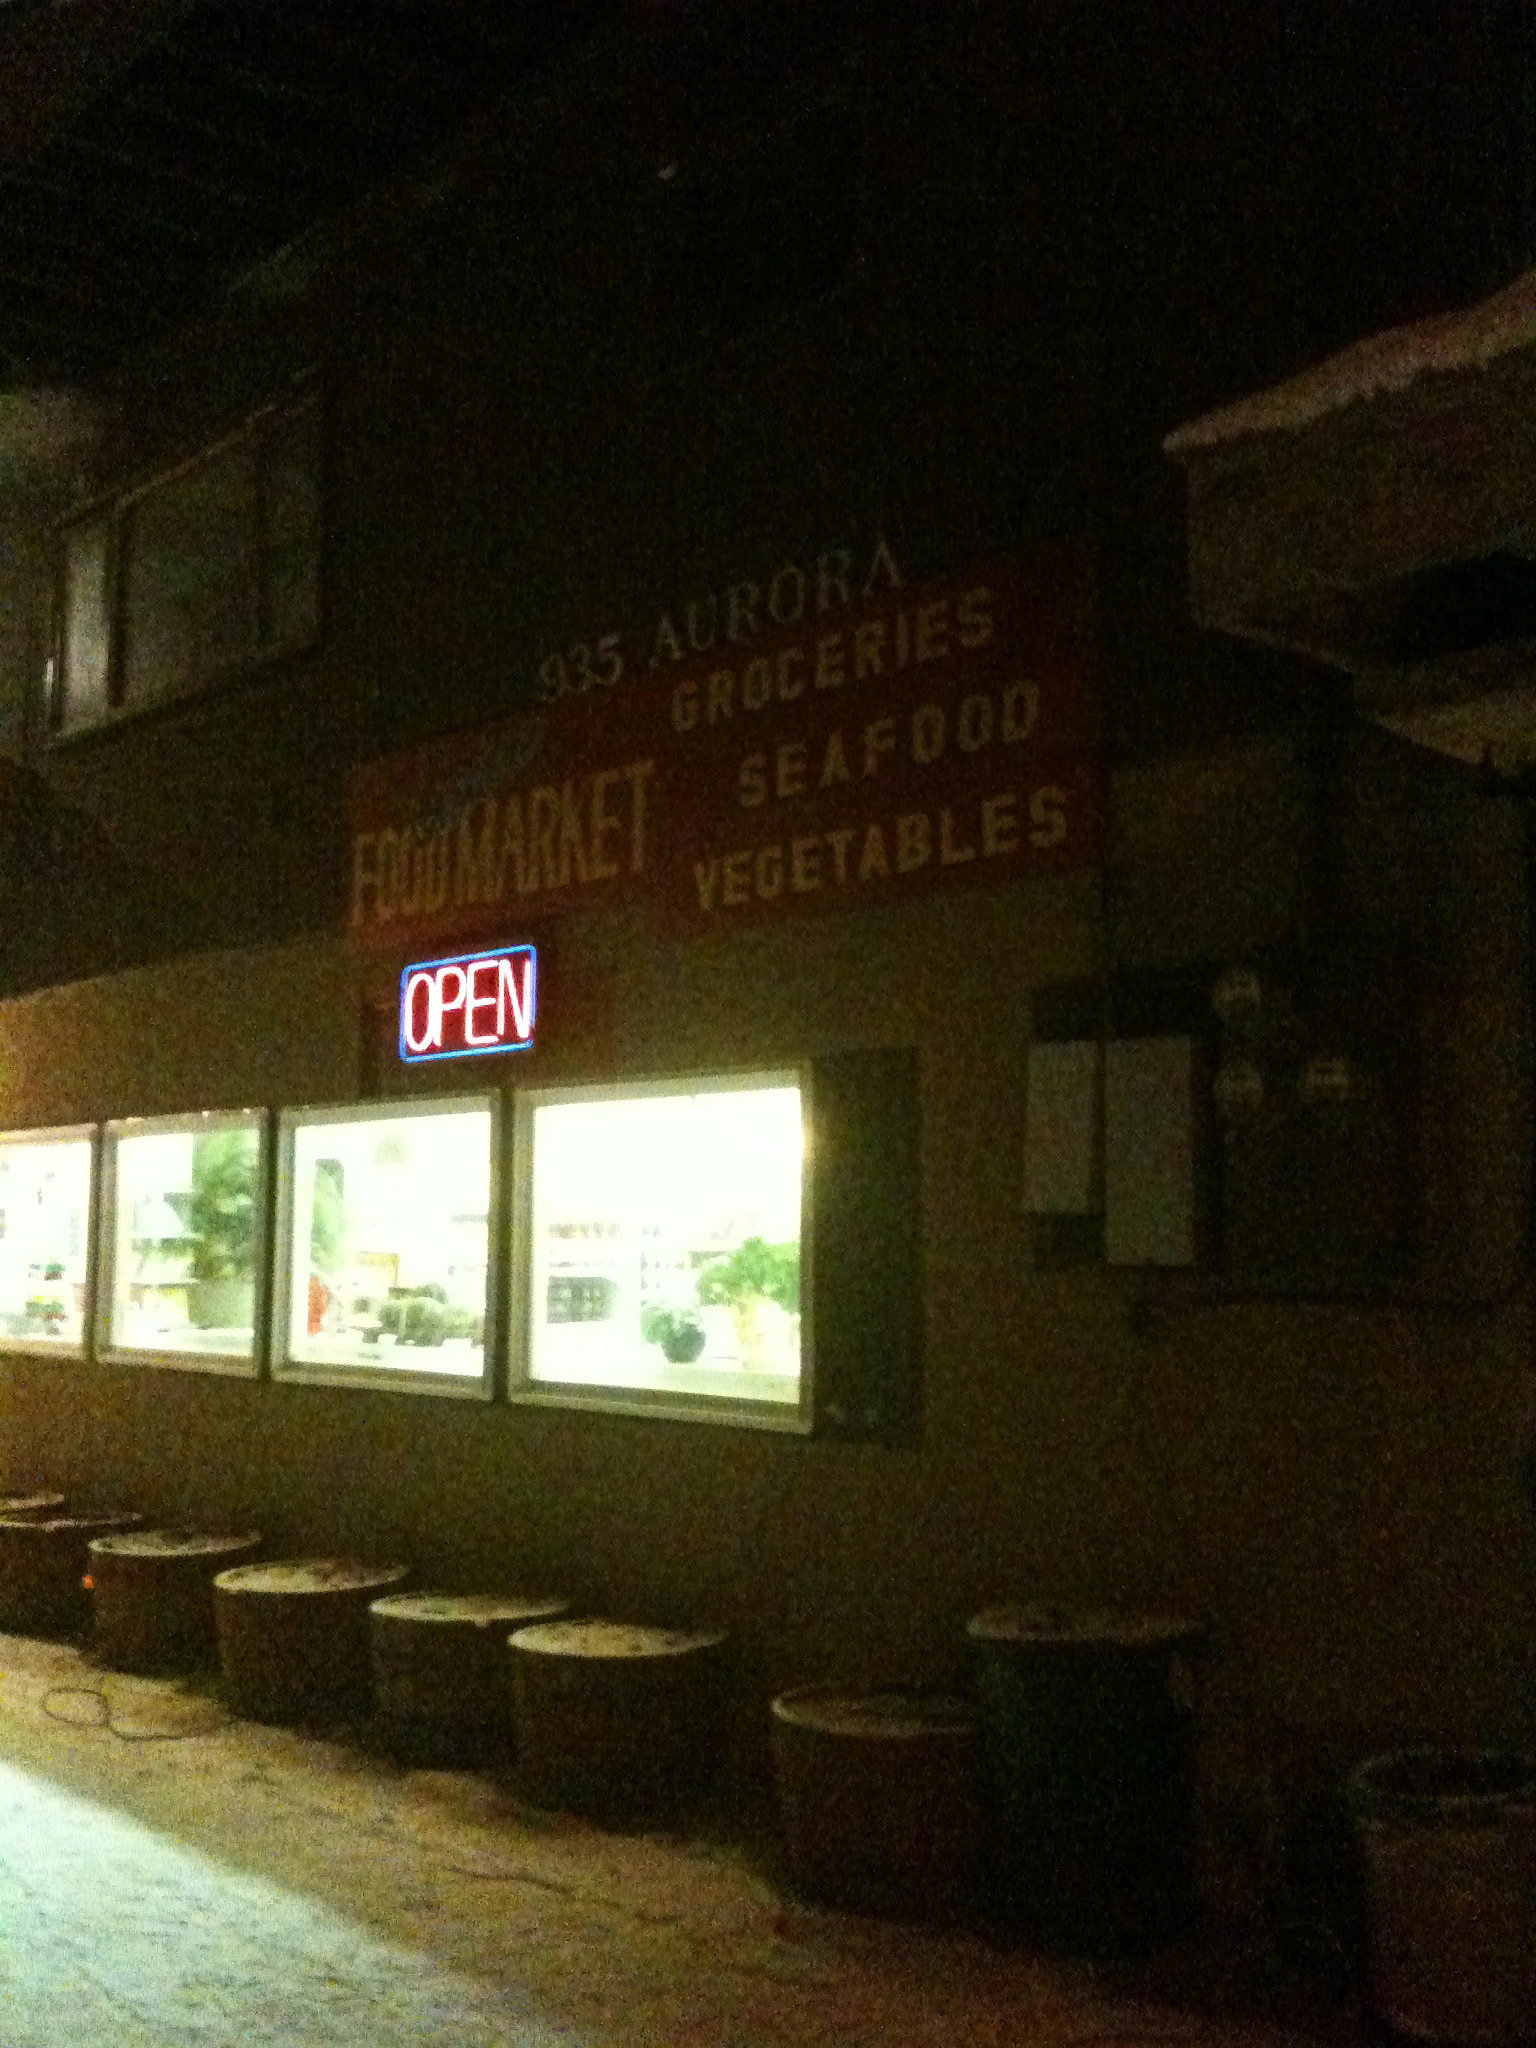 935 AURORA
GROCERIES
SEAFOOD
FOOD MARKET
VEGETABLES
OPEN